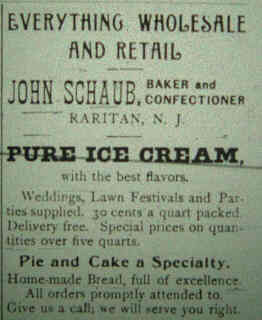 EVERYTHING WHOLESALE
AND RETAIL
JOHN SCHAUB, BAKER and
CONFECTIONER
RARITAN, N. J.
PURE ICE CREAM,
with the best flavors.
Weddings, Lawn Festivals and Par-
ties supplied. 30 cents a quart packed.
Delivery free. Special prices on quan-
tities over five quarts.
Pie and Cake a Specialty.
Home-made Bread, full of excellence.
All orders promptly attended to.
Give us a call; we will serve you right.